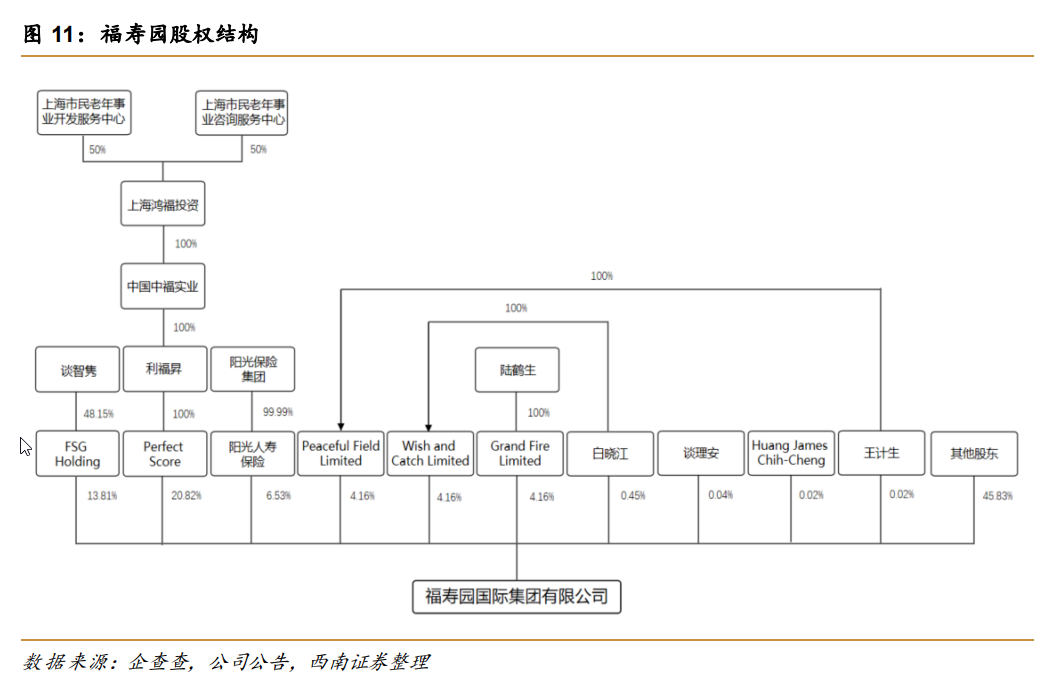 图 11：福寿园股权结构
上海市民老年事
业开发服务中心
上海市民老年事
业咨询服务中心
50%
50%
上海鸿福投资
100%
中国中福实业
100%
100%
100%
谈智隽
利福昇
阳光保险
集团
陆鹤生
48.15%
100%
99.99%
100%
FSG
Holding
Perfect
Score
阳光人寿
保险
Peaceful Field
Limited
Wish and
Catch Limited
Grand Fire
Limited
白晓江
谈理安
Huang James
Chih-Cheng
王计生
其他股东
13.81%
20.82%
6.53%
4.16%
4.16%
4.16%
0.45%
0.04%
0.02%
0.02%
45.83%
福寿园国际集团有限公司
数据来源：企查查，公司公告，西南证券整理